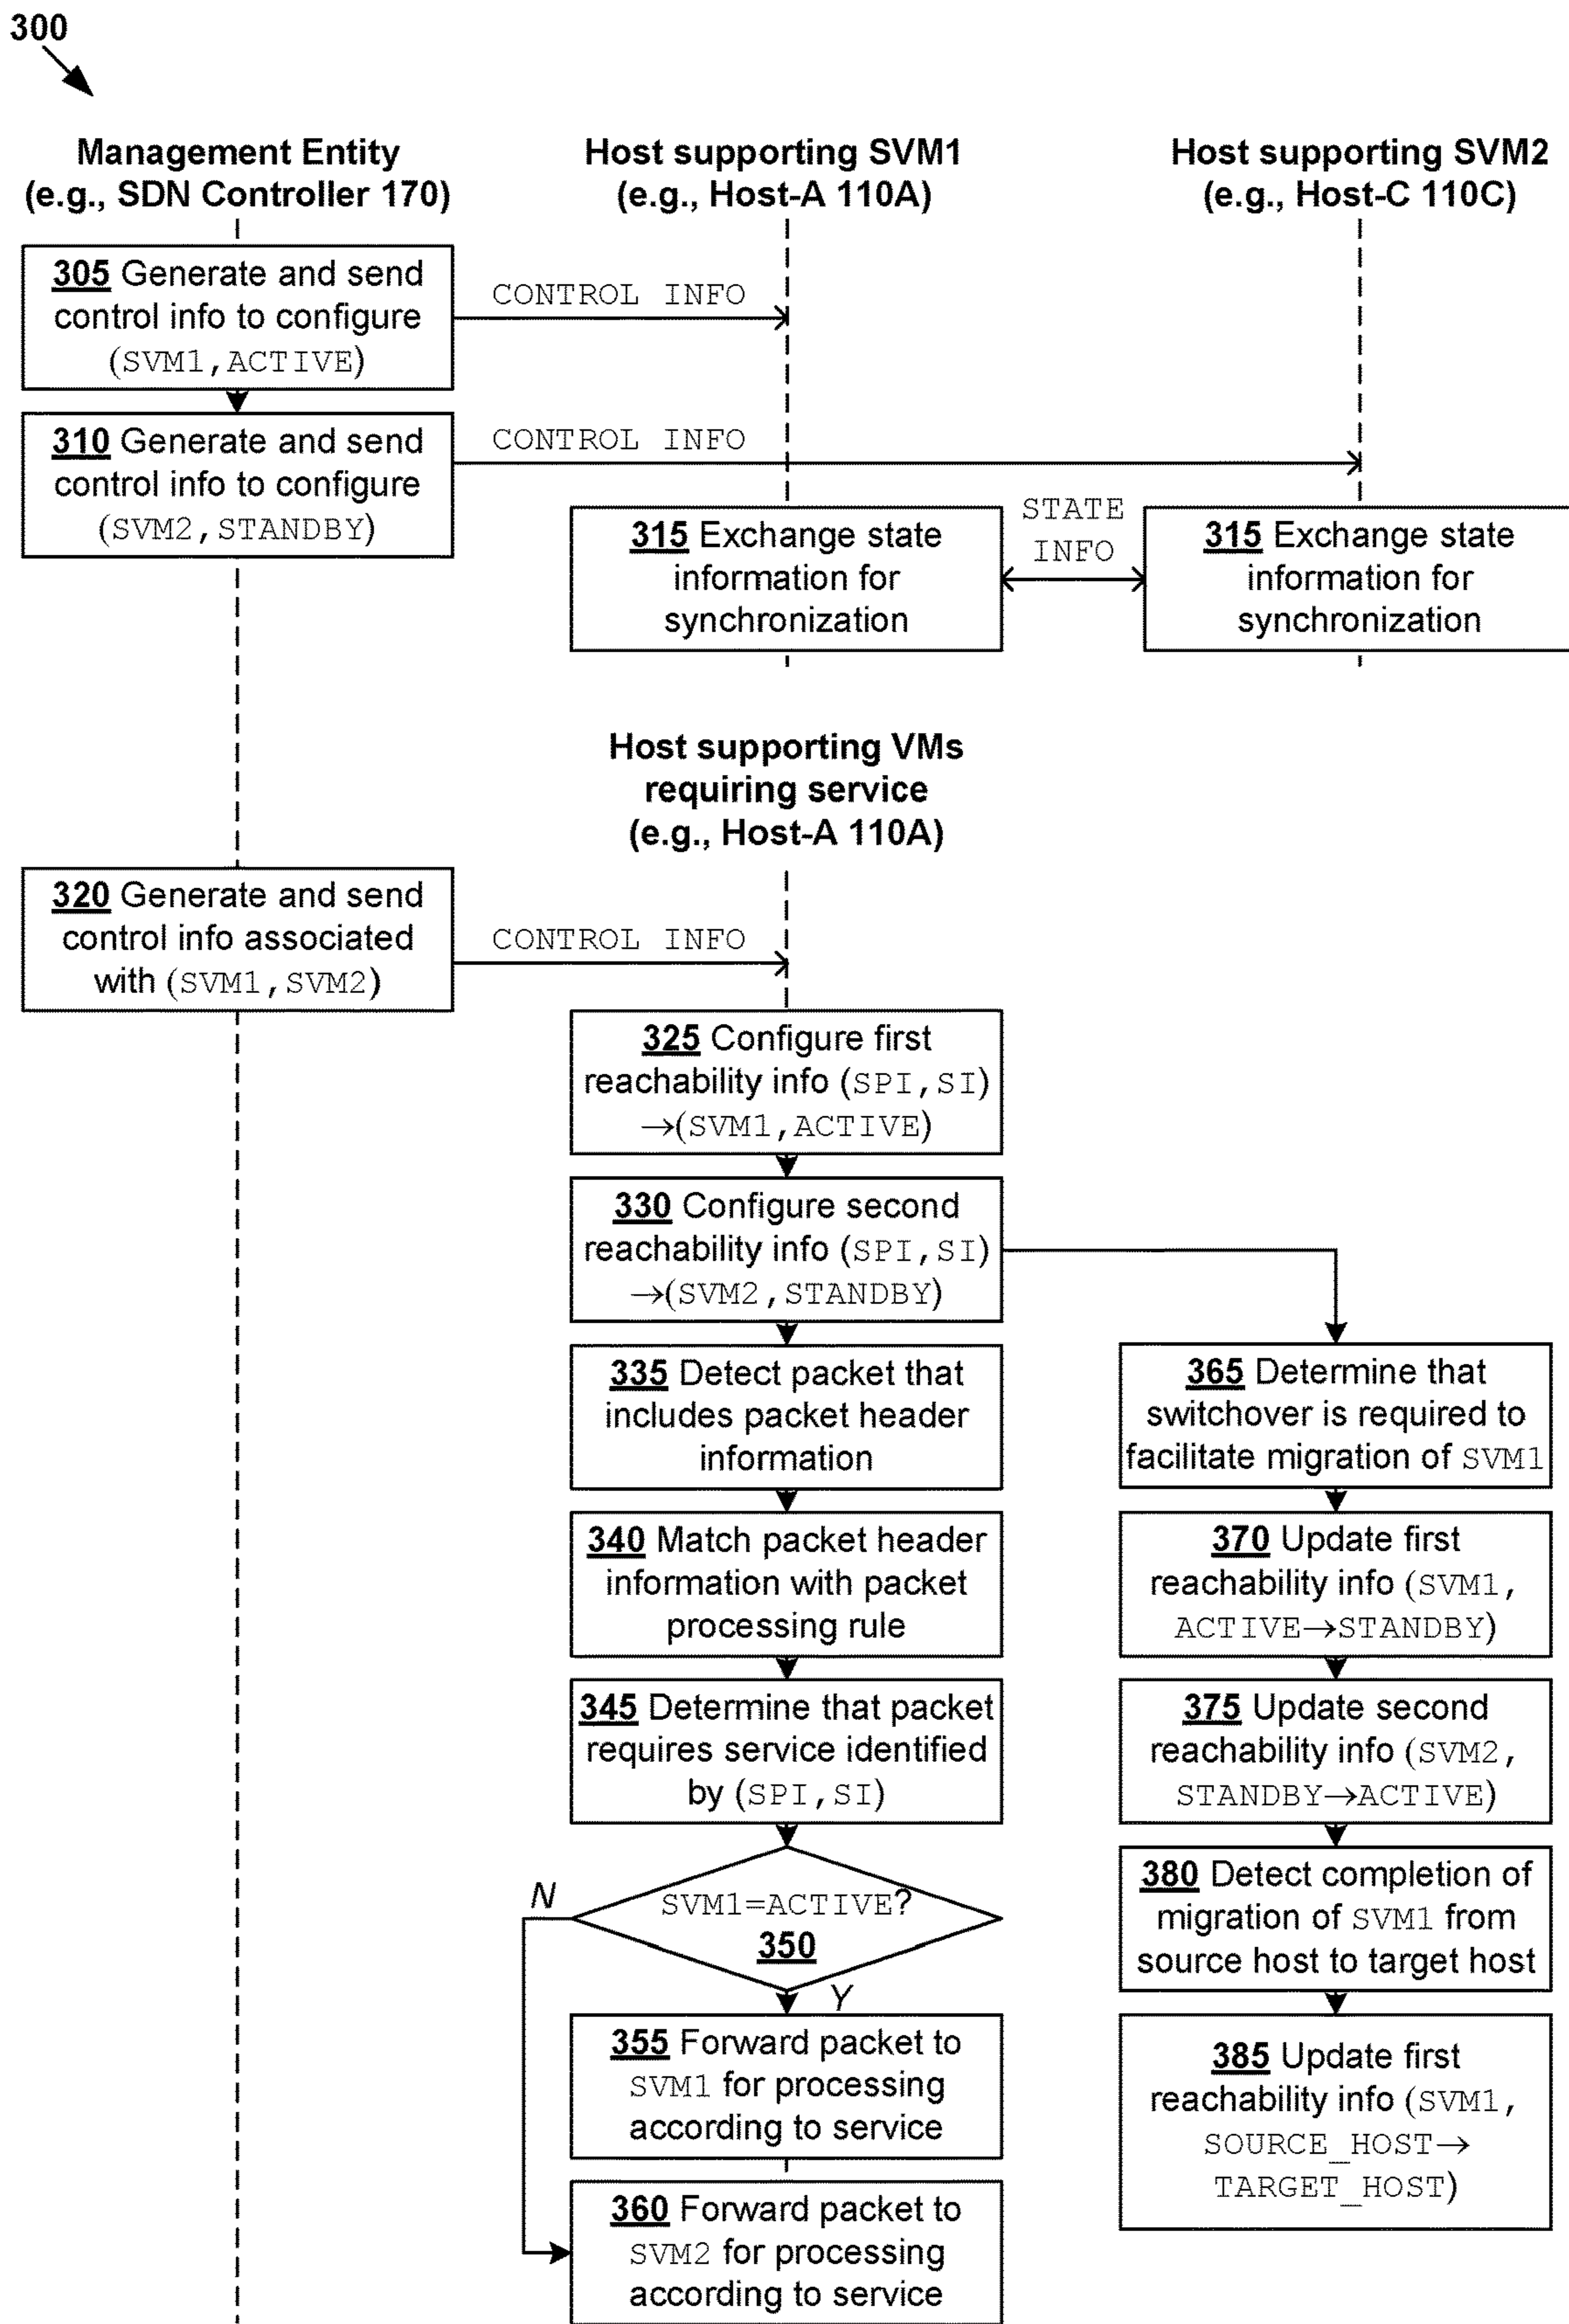 300
Management Entity
(e.g., SDN Controller 170)
Host supporting SVM1
(e.g., Host-A 110A)
Host supporting SVM2
(e.g., Host-C 110C)
305 Generate and send
control info to configure
(SVM1,ACTIVE)
CONTROL INFO
310 Generate and send
control info to configure
(SVM2,STANDBY)
CONTROL INFO
315 Exchange state
information for
synchronization
STATE
INFO
315 Exchange state
information for
synchronization
Host supporting VMs
requiring service
(e.g., Host-A 110A)
320 Generate and send
control info associated
with (SVM1,SVM2)
CONTROL INFO
325 Configure first
reachability info (SPI,SI)
→(SVM1,ACTIVE)
330 Configure second
reachability info (SPI,SI)
→(SVM2,STANDBY)
335 Detect packet that
includes packet header
information
340 Match packet header
information with packet
processing rule
345 Determine that packet
requires service identified
by (SPI,SI)
SVM1=ACTIVE?
350
N
Y
355 Forward packet to
SVM1 for processing
according to service
360 Forward packet to
SVM2 for processing
according to service
365 Determine that
switchover is required to
facilitate migration of SVM1
370 Update first
reachability info (SVM1,
ACTIVE→STANDBY)
375 Update second
reachability info (SVM2,
STANDBY→ACTIVE)
380 Detect completion of
migration of SVM1 from
source host to target host
385 Update first
reachability info (SVM1,
SOURCE_HOST→
TARGET_HOST)